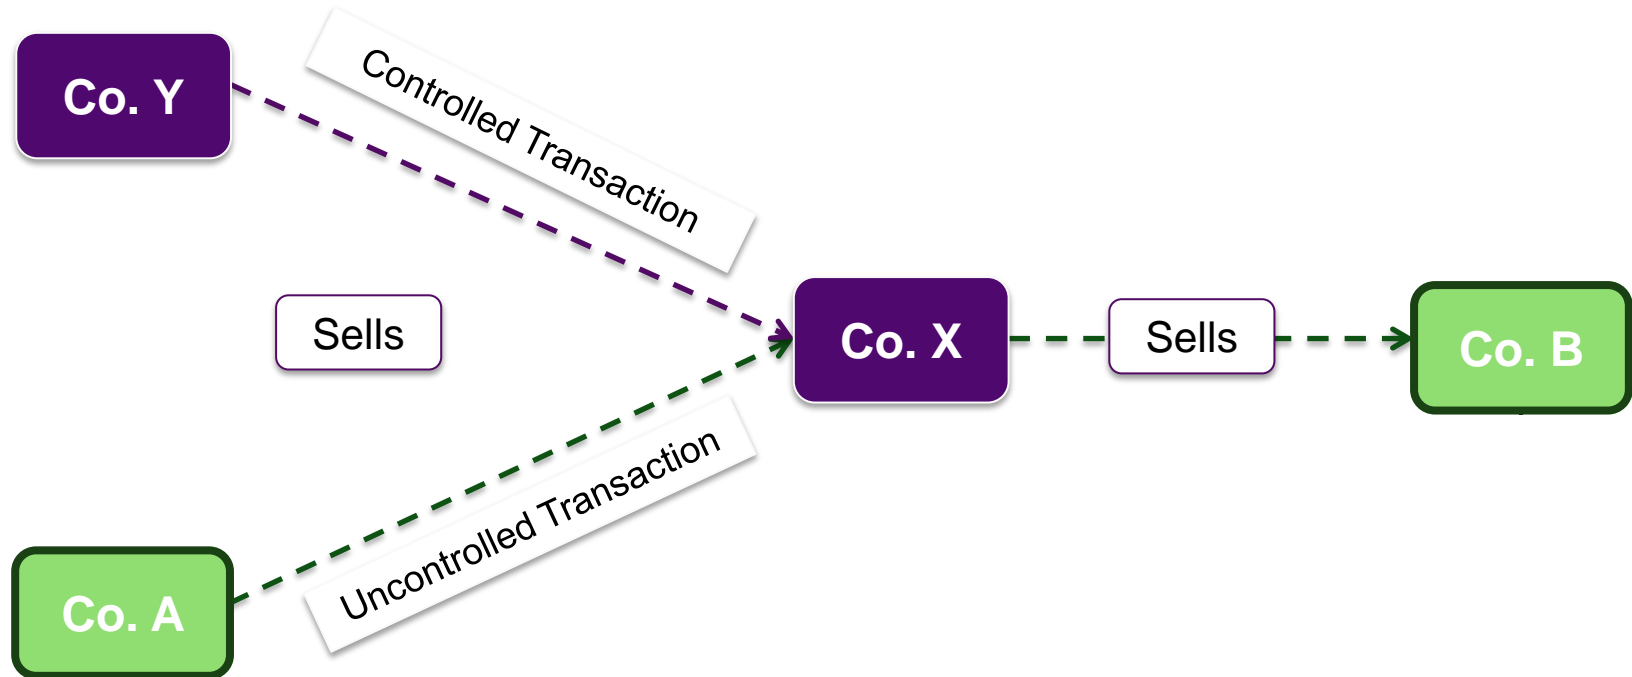 Co. Y
Controlled Transaction
Sells
Co. X
Sells
Co. B
Uncontrolled Transaction
Co. A